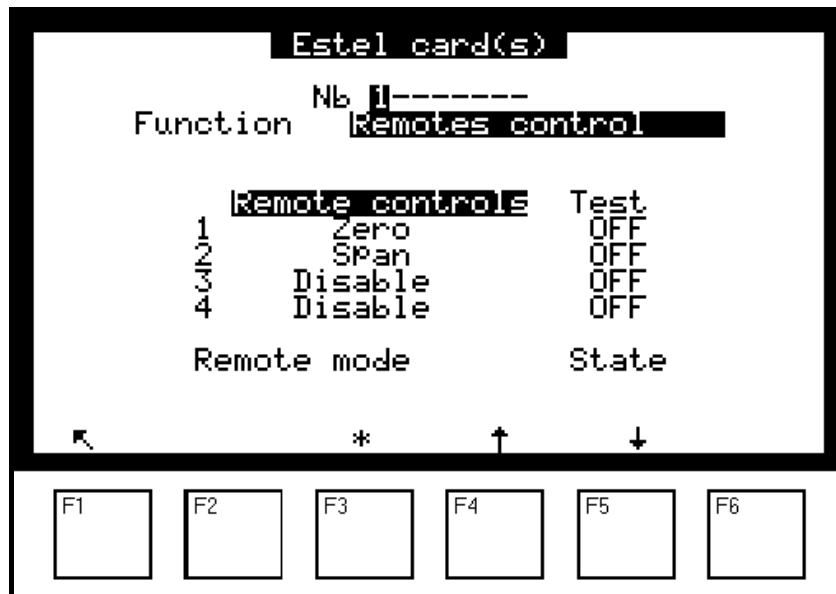 Estel card(s)
Nb 1-------
Function Remotes control
Remote controls Test
1 Zero OFF
2 Span OFF
3 Disable OFF
4 Disable OFF
Remote mode State
↖ * ↑ ↓
F1 F2 F3 F4 F5 F6